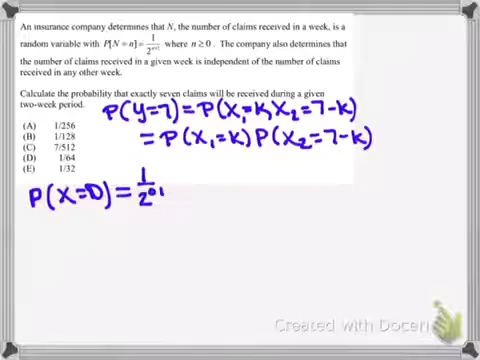 An insurance company determines that N, the number of claims received in a week, is a
random variable with P[N = n] = 1/2^(n+1) where n ≥ 0. The company also determines that
the number of claims received in a given week is independent of the number of claims
received in any other week.
Calculate the probability that exactly seven claims will be received during a given
two-week period.
P(Y=7) = P(X₁=K, X₂=7-K)
(A) 1/256
(B) 1/128
= P(X₁=K) P(X₂=7-K)
(C) 7/512
(D) 1/64
(E) 1/32
P(X=0) = 1/2^0+
Created with Doceri